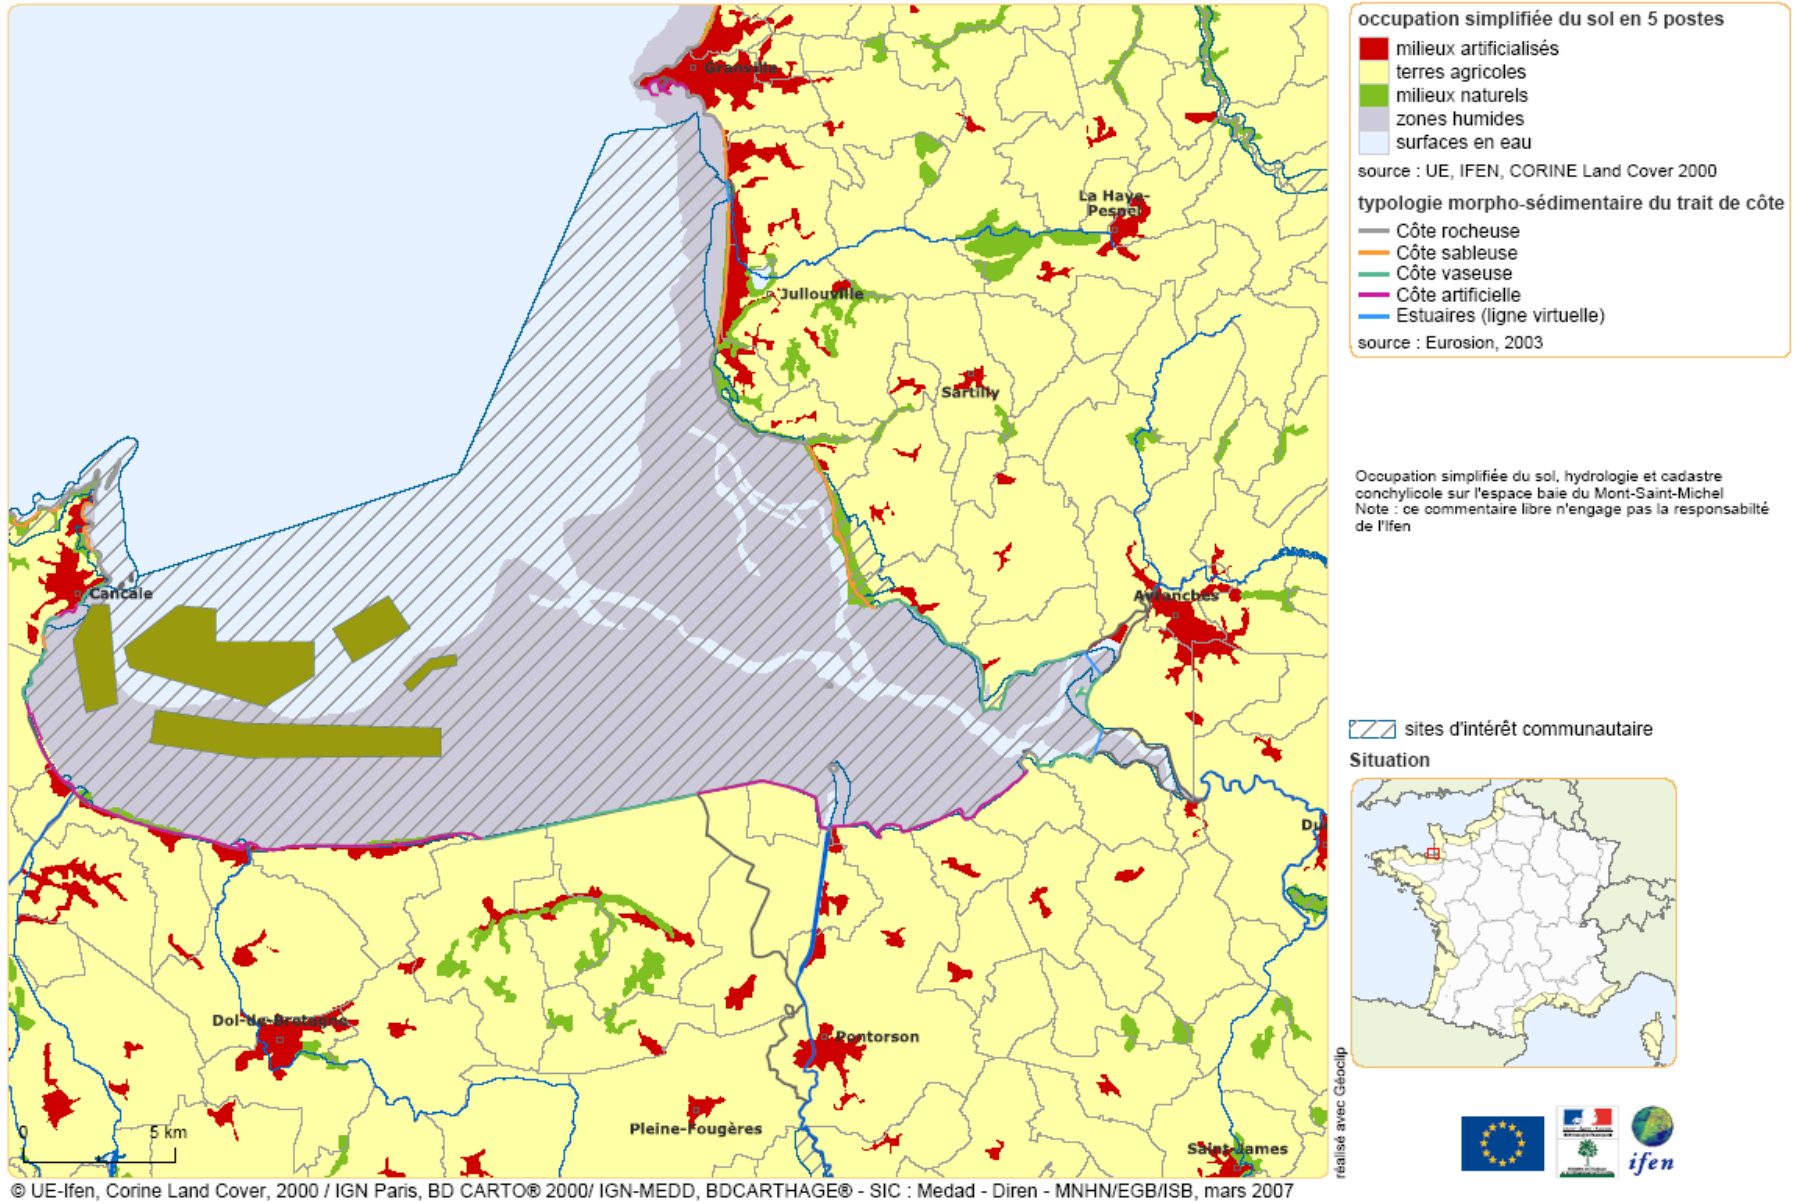 Granville
La Haye-
Pesnel
Jullouville
Sartilly
Cancale
Avranches
Dol-de-Bretagne
Pontorson
Pleine-Fougères
Saint-James
0 5 km
© UE-Ifen, Corine Land Cover, 2000 / IGN Paris, BD CARTO® 2000/ IGN-MEDD, BDCARTHAGE® - SIC : Medad - Diren - MNHN/EGB/ISB, mars 2007
réalisé avec Géoclip
occupation simplifiée du sol en 5 postes
milieux artificialisés
terres agricoles
milieux naturels
zones humides
surfaces en eau
source : UE, IFEN, CORINE Land Cover 2000
typologie morpho-sédimentaire du trait de côte
Côte rocheuse
Côte sableuse
Côte vaseuse
Côte artificielle
Estuaires (ligne virtuelle)
source : Eurosion, 2003
Occupation simplifiée du sol, hydrologie et cadastre
conchylicole sur l'espace baie du Mont-Saint-Michel
Note : ce commentaire libre n'engage pas la responsabilté
de l'Ifen
sites d'intérêt communautaire
Situation
ifen